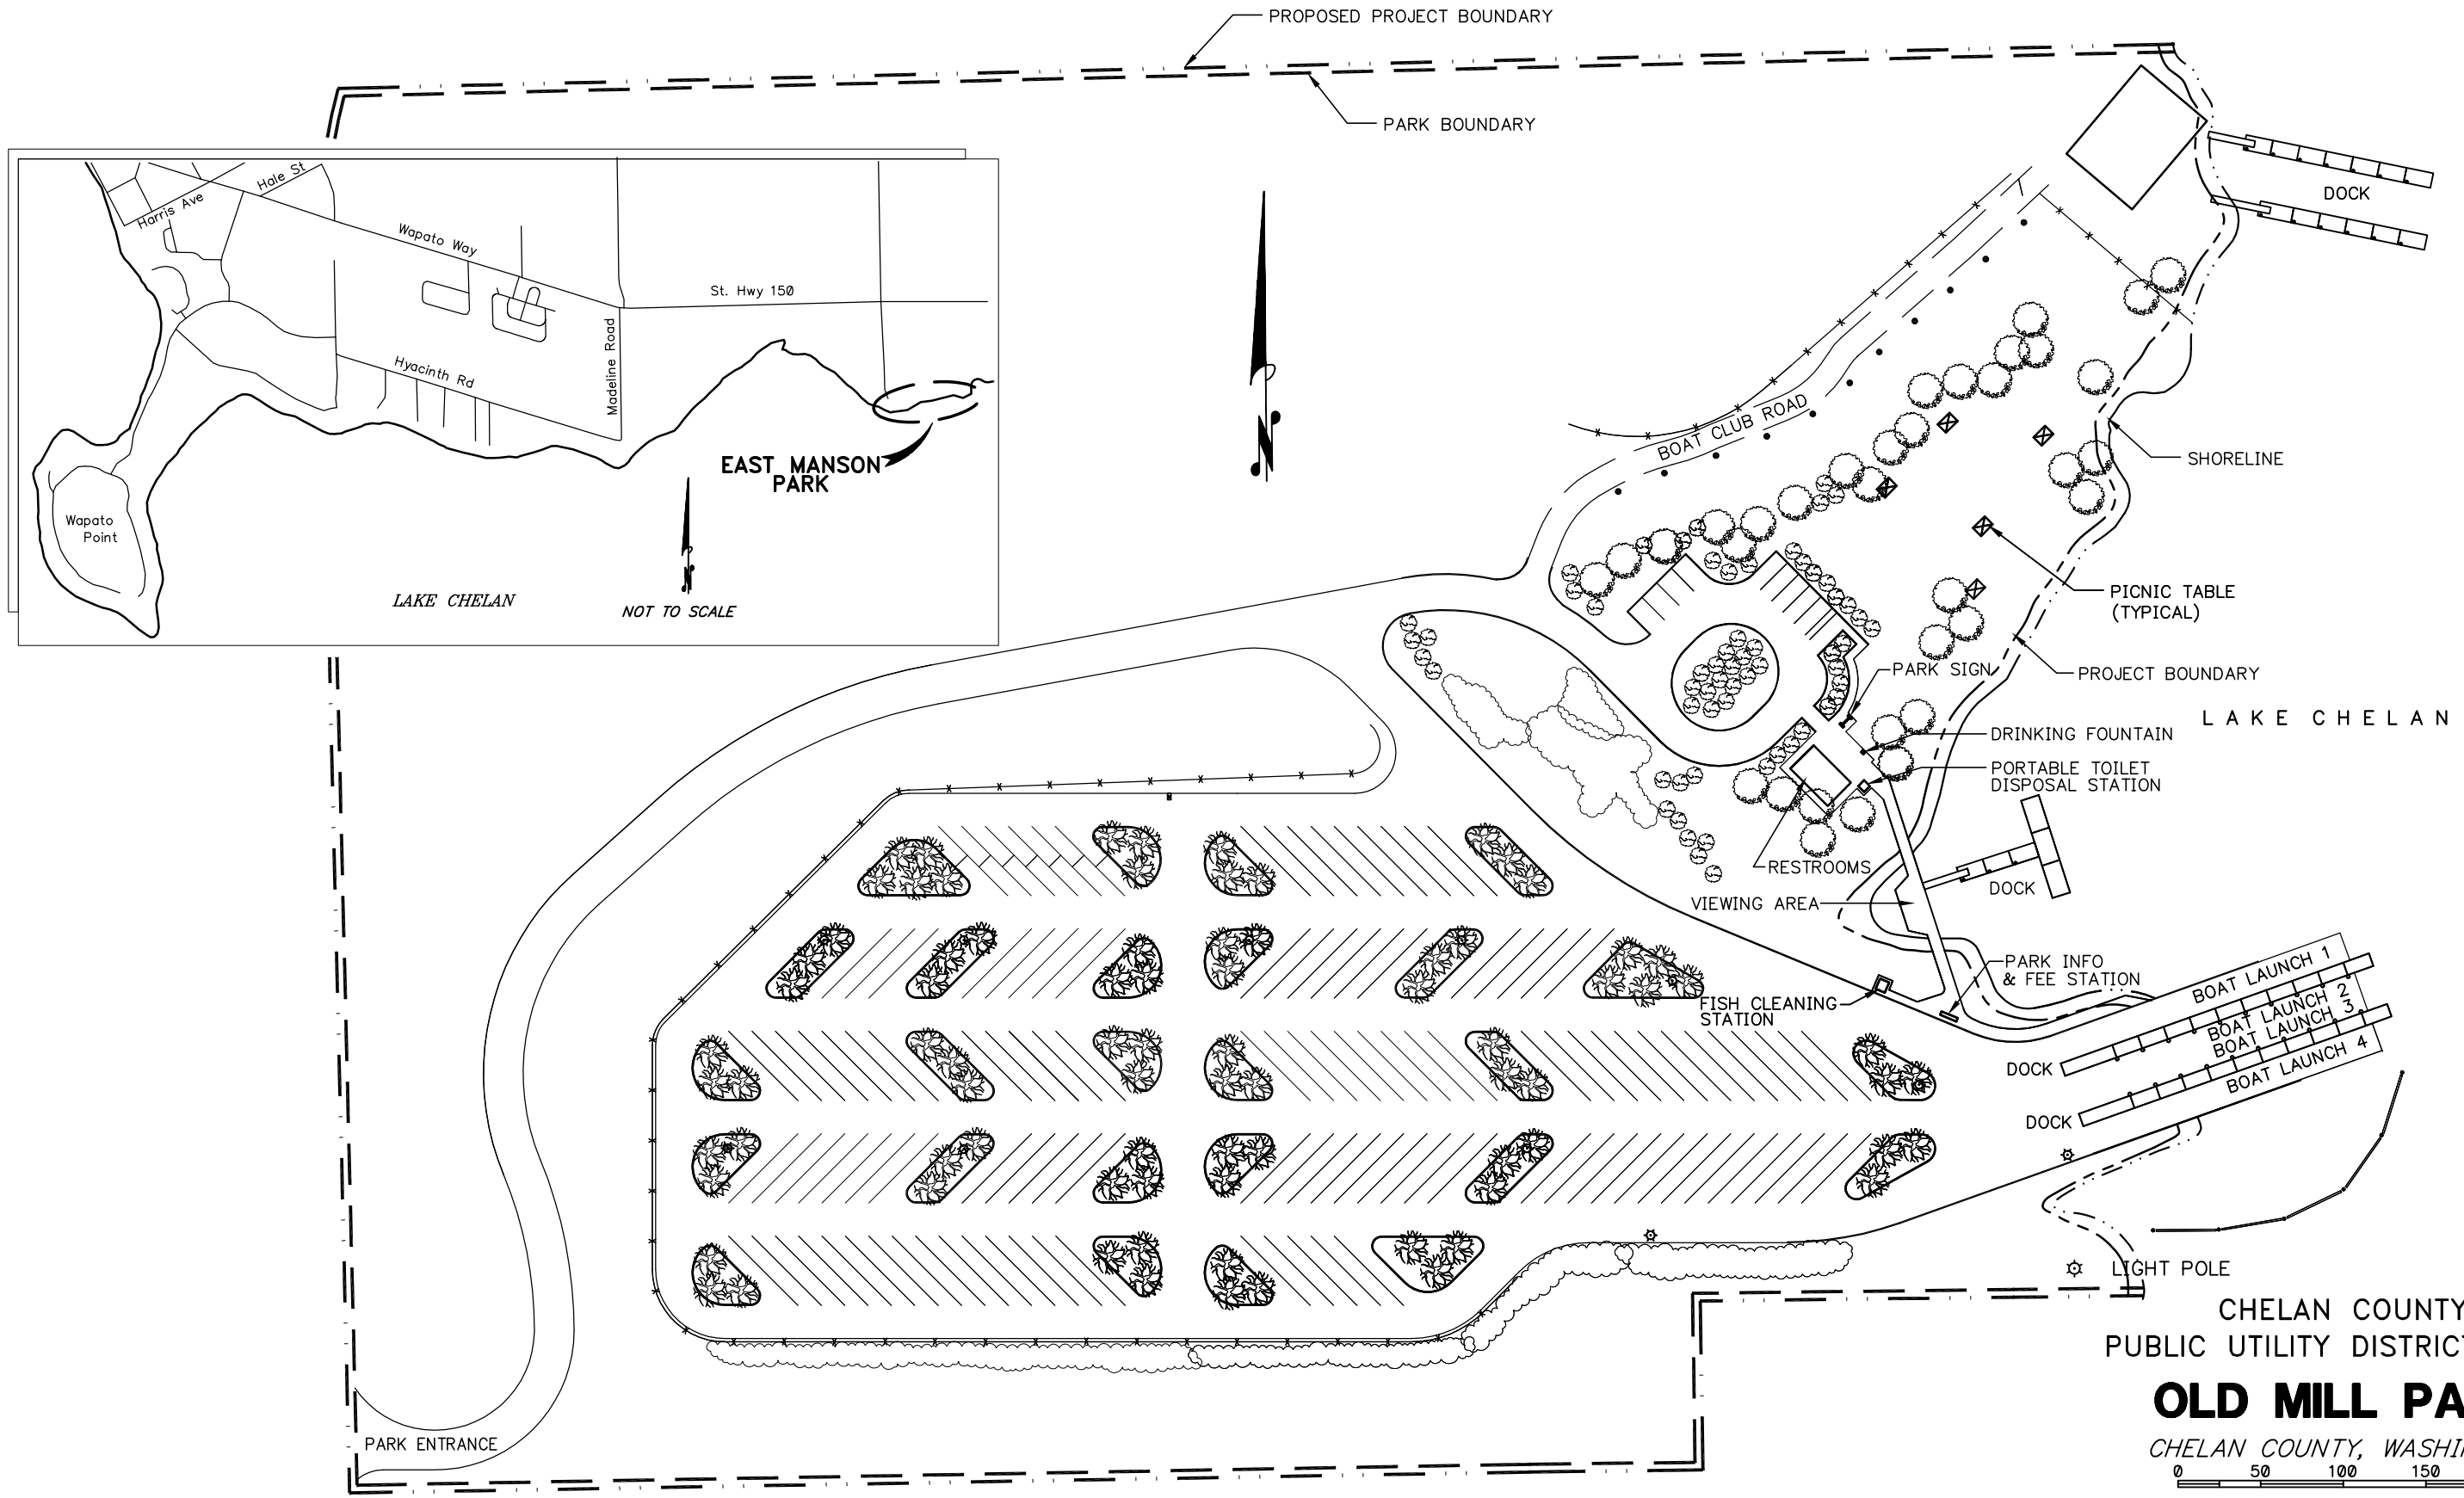 PROPOSED PROJECT BOUNDARY
PARK BOUNDARY
Harris Ave
Hale St
Wapato Way
St. Hwy 150
Madeline Road
Hyacinth Rd
EAST MANSON
PARK
Wapato
Point
LAKE CHELAN
N
NOT TO SCALE
N
DOCK
BOAT CLUB ROAD
SHORELINE
PICNIC TABLE
(TYPICAL)
PARK SIGN
PROJECT BOUNDARY
LAKE CHELAN
DRINKING FOUNTAIN
PORTABLE TOILET
DISPOSAL STATION
RESTROOMS
DOCK
VIEWING AREA
PARK INFO
& FEE STATION
FISH CLEANING
STATION
BOAT LAUNCH 1
BOAT LAUNCH 2
BOAT LAUNCH 3
BOAT LAUNCH 4
DOCK
DOCK
LIGHT POLE
PARK ENTRANCE
CHELAN COUNTY
PUBLIC UTILITY DISTRIC
OLD MILL PA
CHELAN COUNTY, WASHI
0 50 100 150